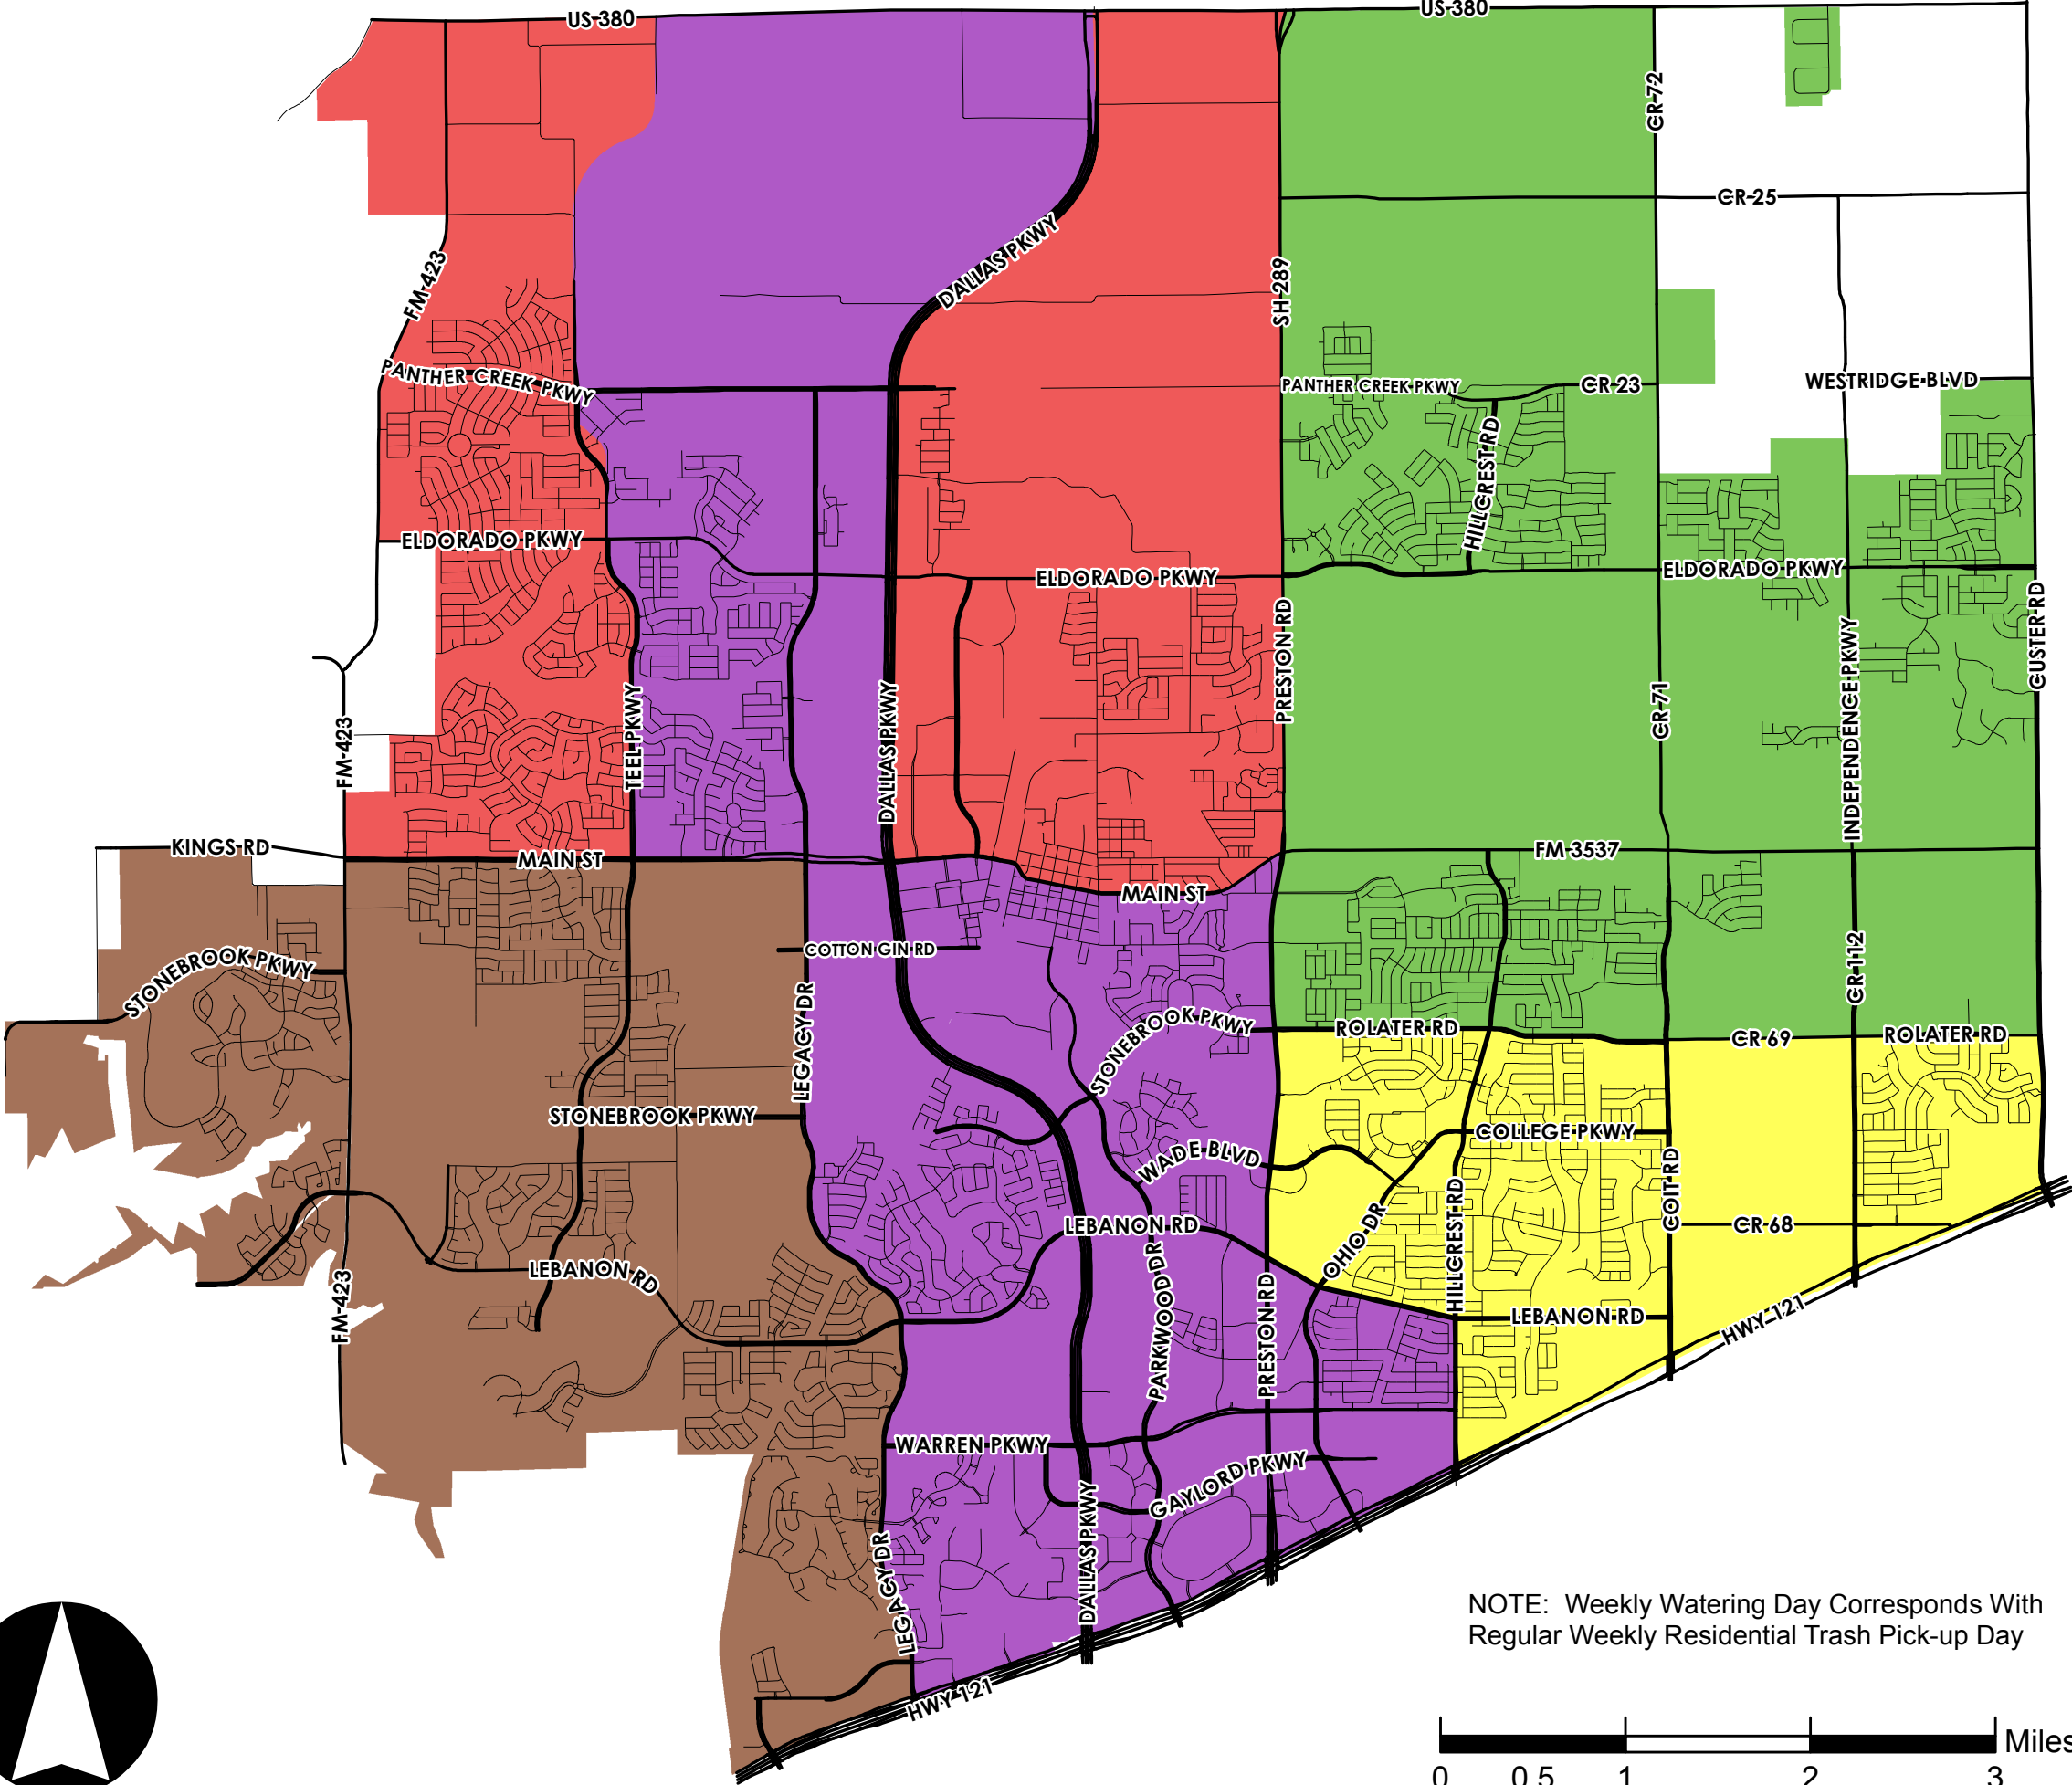 US 380
US 380
CR 72
CR 25
FM 423
DALLAS PKWY
SH 289
PANTHER CREEK PKWY
PANTHER CREEK PKWY
CR 23
WESTRIDGE BLVD
HILLCREST RD
ELDORADO PKWY
ELDORADO PKWY
ELDORADO PKWY
PRESTON RD
CUSTER RD
INDEPENDENCE PKWY
CR 71
TEEL PKWY
DALLAS PKWY
FM 423
KINGS RD
MAIN ST
FM 3537
MAIN ST
COTTON GIN RD
STONEBROOK PKWY
CR 112
LEGACY DR
STONEBROOK PKWY
ROLATER RD
CR 69
ROLATER RD
STONEBROOK PKWY
COLLEGE PKWY
WADE BLVD
COIT RD
LEBANON RD
CR 68
HILLCREST RD
OHIO DR
LEBANON RD
PARKWOOD DR
PRESTON RD
FM 423
LEBANON RD
HWY 121
WARREN PKWY
GAYLORD PKWY
DALLAS PKWY
LEGACY DR
NOTE: Weekly Watering Day Corresponds With
Regular Weekly Residential Trash Pick-up Day
HWY 121
Miles
0 0.5 1 2 3